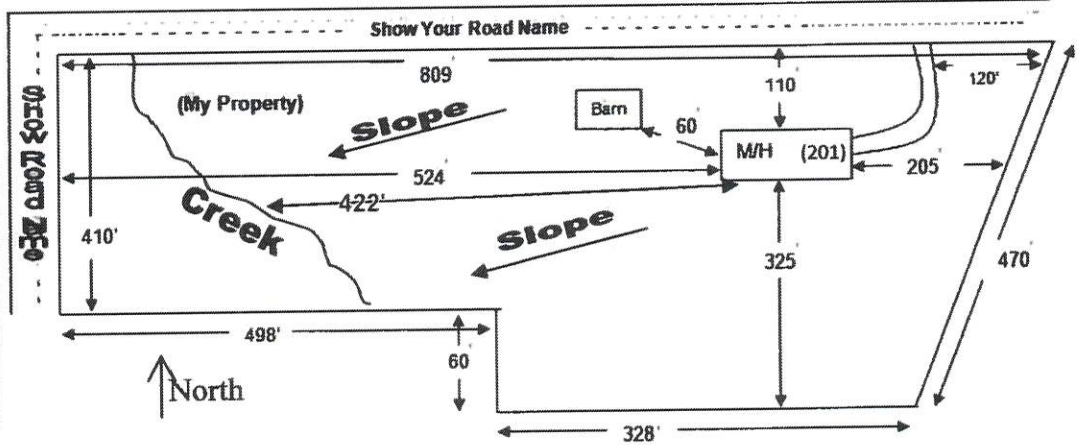 Show Your Road Name
809'
110'
120'
SHOW ROAD NAME
(My Property)
Slope
Barn
60'
M/H (201)
524'
205'
422'
Creek
410'
Slope
325'
470'
498'
60'
North
328'